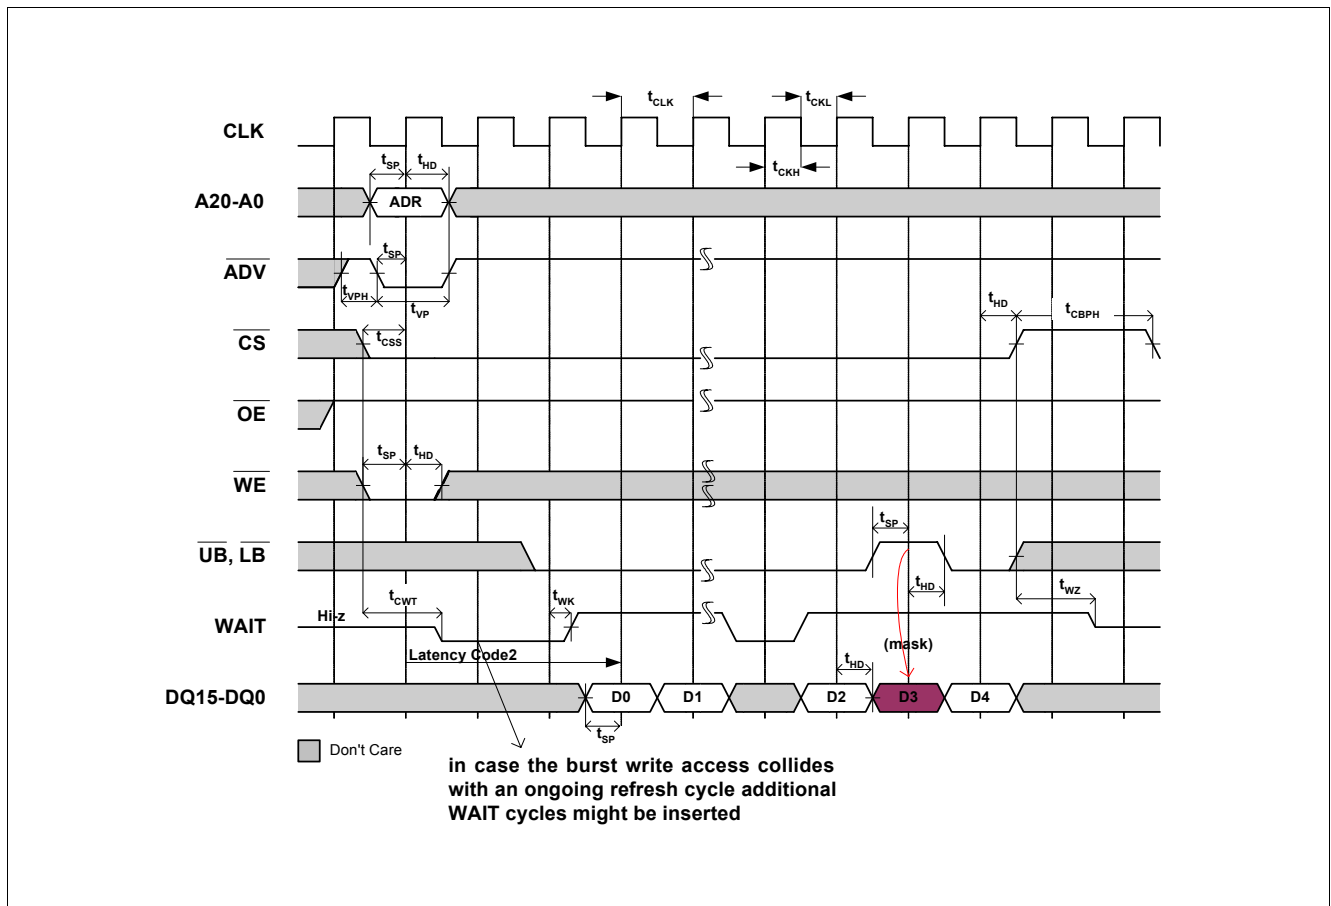 tCLK
tCKL
CLK
tSP
tHD
tCKH
A20-A0
ADR
tSP
ADV
tVPH
tVP
tHD
tCBPH
CS
tCSS
OE
tSP
tHD
WE
tSP
UB, LB
tHD
tCWT
tWK
tWZ
Hi-z
WAIT
(mask)
Latency Code2
tHD
DQ15-DQ0
D0
D1
D2
D3
D4
tSP
Don't Care
in case the burst write access collides
with an ongoing refresh cycle additional
WAIT cycles might be inserted